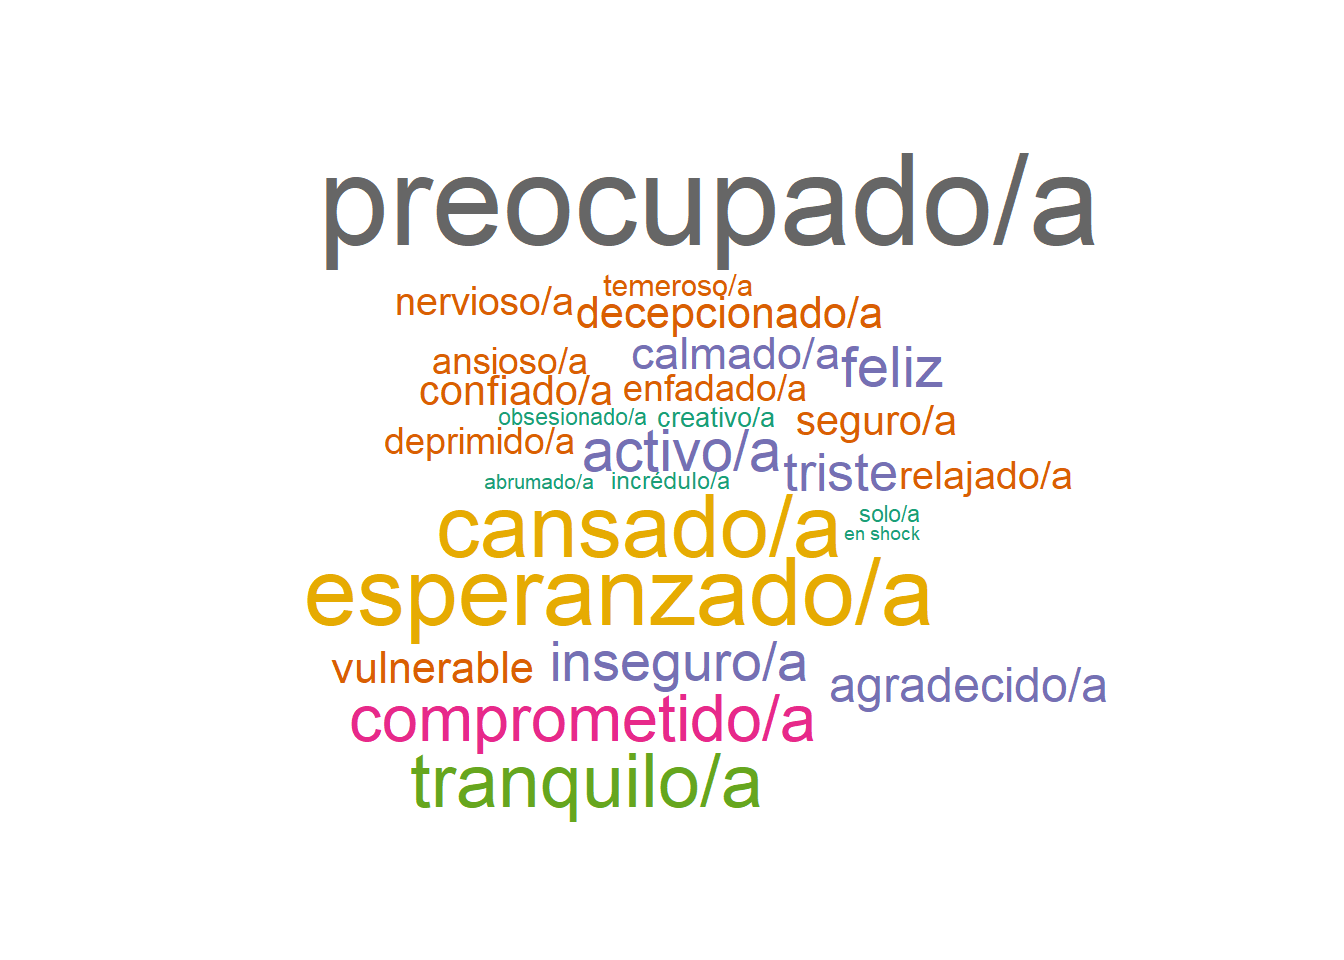 preocupado/a
temeroso/a
nervioso/a
decepcionado/a
calmado/a
feliz
ansioso/a
confiado/a
enfadado/a
obsesionado/a
creativo/a
seguro/a
deprimido/a
activo/a
triste
relajado/a
abrumado/a
incrédulo/a
cansado/a
solo/a
en shock
esperanzado/a
vulnerable
inseguro/a
agradecido/a
comprometido/a
tranquilo/a